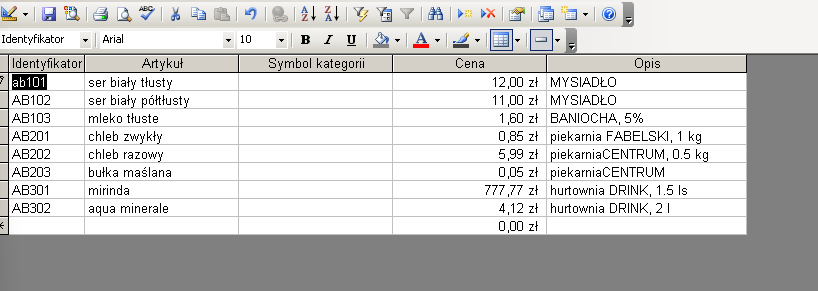 Identyfikator Arial 10 B I U A
Identyfikator Artykuł Symbol kategorii Cena Opis
ab101 ser biały tłusty 12,00 zł MYSIADŁO
AB102 ser biały półtłusty 11,00 zł MYSIADŁO
AB103 mleko tłuste 1,60 zł BANIOCHA, 5%
AB201 chleb zwykły 0,85 zł piekarnia FABELSKI, 1 kg
AB202 chleb razowy 5,99 zł piekarniaCENTRUM, 0.5 kg
AB203 bułka maślana 0,05 zł piekarniaCENTRUM
AB301 mirinda 777,77 zł hurtownia DRINK, 1.5 ls
AB302 aqua minerale 4,12 zł hurtownia DRINK, 2 l
0,00 zł